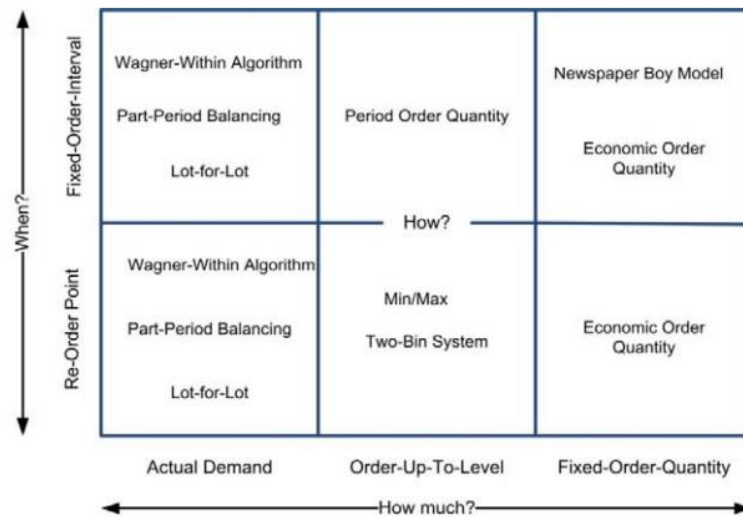 When?
Fixed-Order-Interval
Wagner-Within Algorithm
Part-Period Balancing
Lot-for-Lot
Period Order Quantity
Newspaper Boy Model
Economic Order
Quantity
How?
Re-Order Point
Wagner-Within Algorithm
Part-Period Balancing
Lot-for-Lot
Min/Max
Two-Bin System
Economic Order
Quantity
Actual Demand
Order-Up-To-Level
Fixed-Order-Quantity
How much?